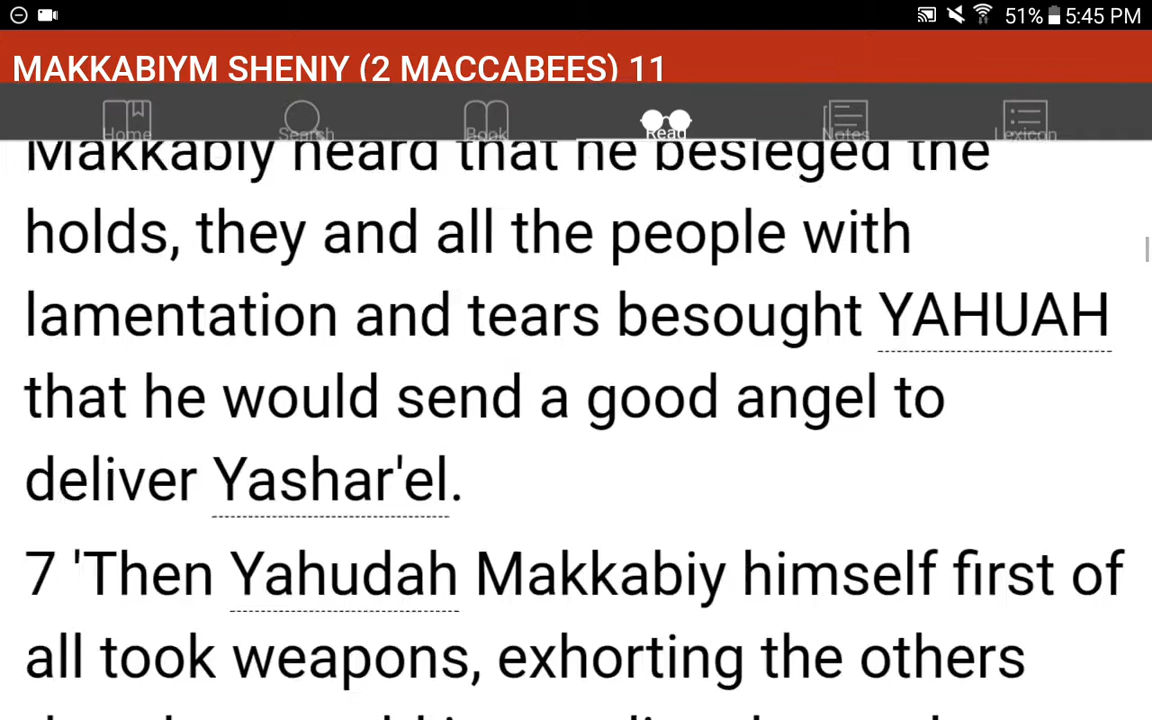 51% 5:45 PM
MAKKABIYM SHENIY (2 MACCABEES) 11
Home Search Book Read Notes Lexicon
Makkabiy heard that he besieged the
holds, they and all the people with
lamentation and tears besought YAHUAH
that he would send a good angel to
deliver Yashar'el.
7 'Then Yahudah Makkabiy himself first of
all took weapons, exhorting the others